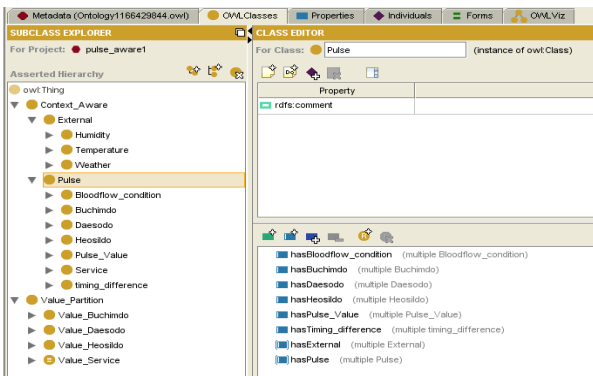 Metadata (Ontology1166429844.owl)
OWLClasses
Properties
Individuals
Forms
OWLViz
SUBCLASS EXPLORER
For Project: pulse_aware1
Asserted Hierarchy
owl:Thing
Context_Aware
External
Humidity
Temperature
Weather
Pulse
Bloodflow_condition
Buchimdo
Daesodo
Heosildo
Pulse_Value
Service
timing_difference
Value_Partition
Value_Buchimdo
Value_Daesodo
Value_Heosildo
Value_Service
CLASS EDITOR
For Class: Pulse (instance of owl:Class)
Property
rdfs:comment
hasBloodflow_condition (multiple Bloodflow_condition)
hasBuchimdo (multiple Buchimdo)
hasDaesodo (multiple Daesodo)
hasHeosildo (multiple Heosildo)
hasPulse_Value (multiple Pulse_Value)
hasTiming_difference (multiple timing_difference)
hasExternal (multiple External)
hasPulse (multiple Pulse)